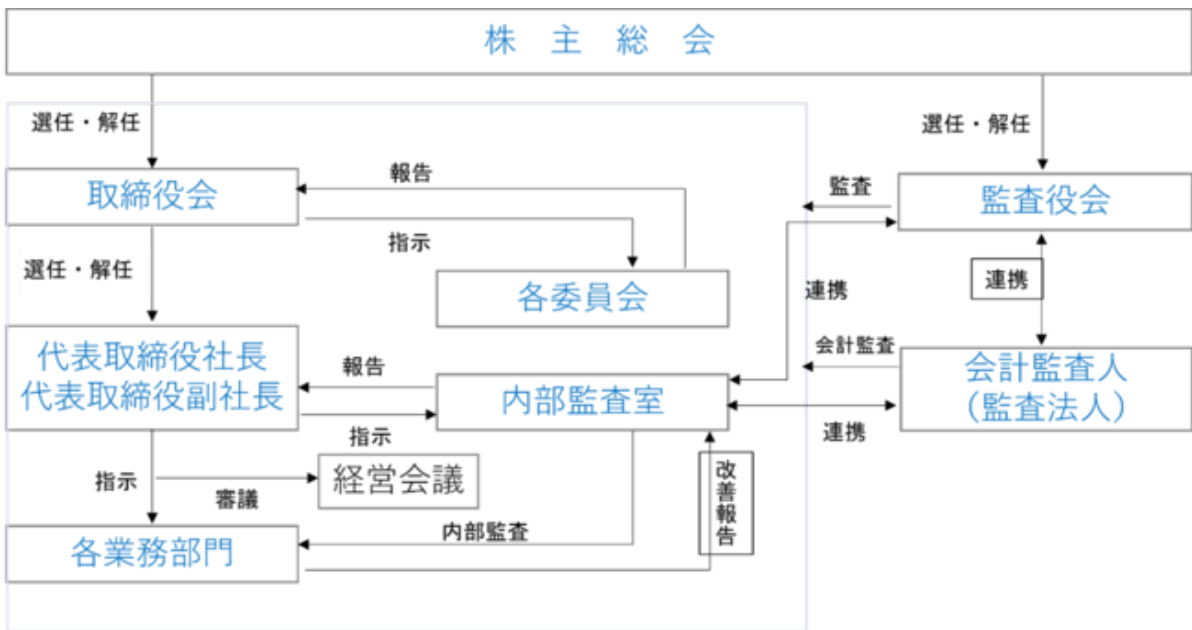 株主総会
選任・解任
選任・解任
取締役会
報告
監査
監査役会
指示
選任・解任
各委員会
連携
連携
会計監査
代表取締役社長
代表取締役副社長
報告
内部監査室
会計監査人
（監査法人）
指示
連携
経営会議
指示
審議
改善報告
内部監査
各業務部門